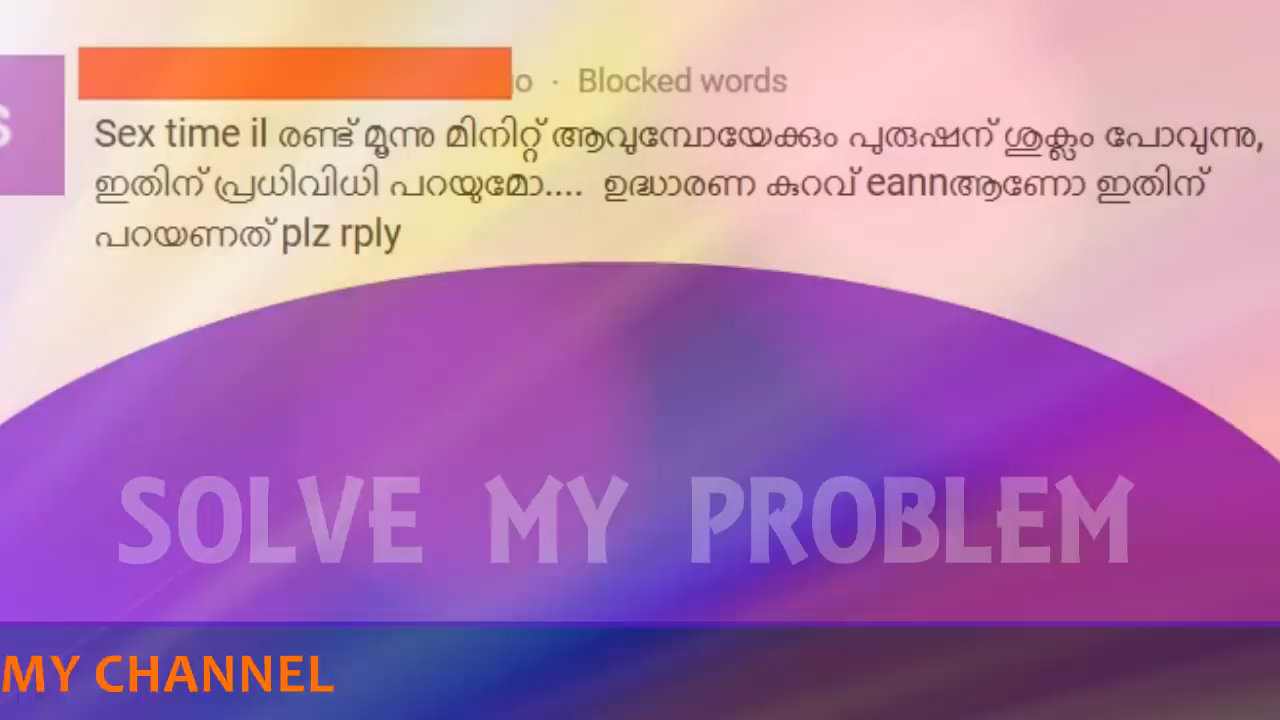 S
o · Blocked words
Sex time il രണ്ട് മൂന്നു മിനിറ്റ് ആവുമ്പോയേക്കും പുരുഷന് ശുക്ലം പോവുന്നു,
ഇതിന് പ്രധിവിധി പറയുമോ.... ഉദ്ധാരണ കുറവ് eannആണോ ഇതിന്
പറയണത് plz rply
SOLVE MY PROBLEM
MY CHANNEL